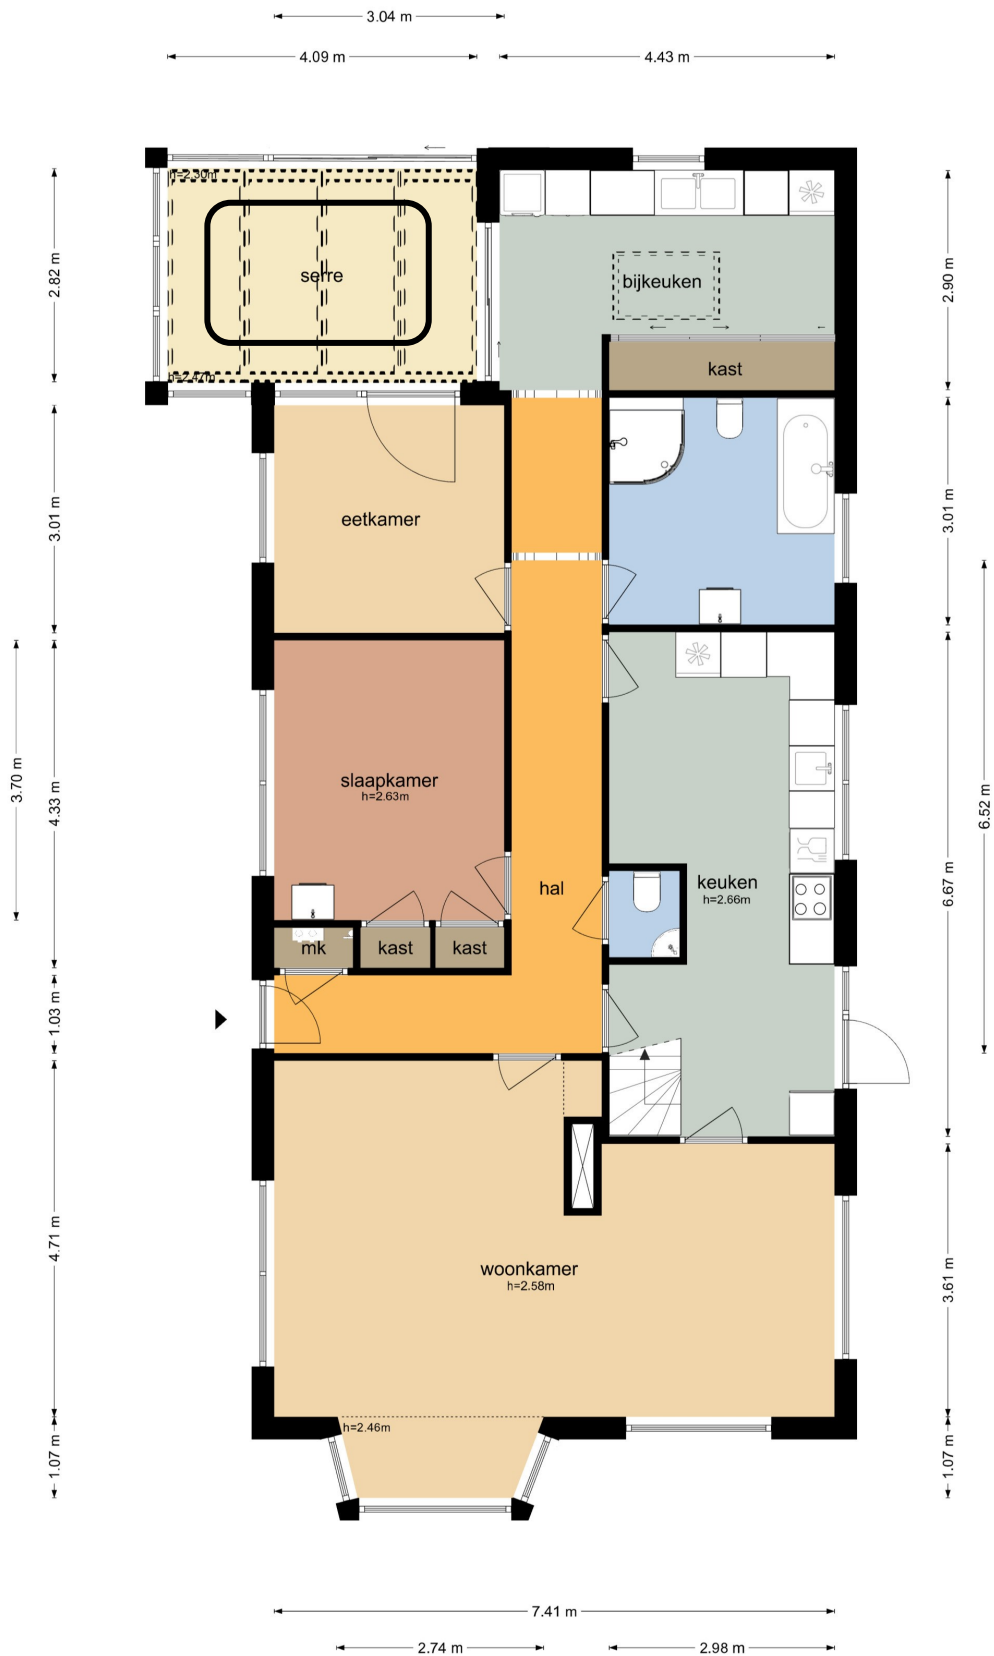 3.04 m
4.09 m
4.43 m
h=2.30m
serre
h=2.47m
2.82 m
bijkeuken
2.90 m
kast
eetkamer
3.01 m
3.01 m
slaapkamer
h=2.63m
3.70 m
4.33 m
6.52 m
hal
keuken
h=2.66m
6.67 m
mk
kast
kast
1.03 m
woonkamer
h=2.58m
4.71 m
3.61 m
h=2.46m
1.07 m
1.07 m
7.41 m
2.74 m
2.98 m